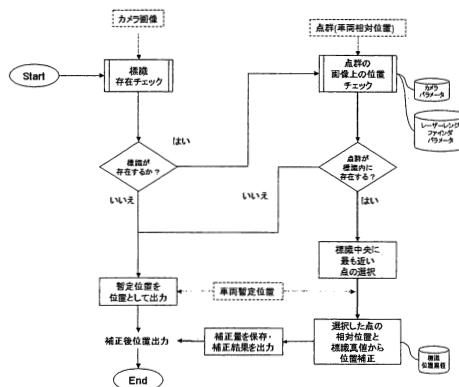 カメラ画像
点群(車両相対位置)
Start
標識
存在チェック
点群の
画像上の位置
チェック
カメラ
パラメータ
レーザーレンジ
ファインダ
パラメータ
はい
標識が
存在するか?
点群が
標識内に
存在する?
いいえ
いいえ
はい
標識中央に
最も近い
点の選択
暫定位置を
位置として出力
車両暫定位置
補正後位置出力
補正量を保存・
補正結果を出力
選択した点の
相対位置と
標識真値から
位置補正
標識
End